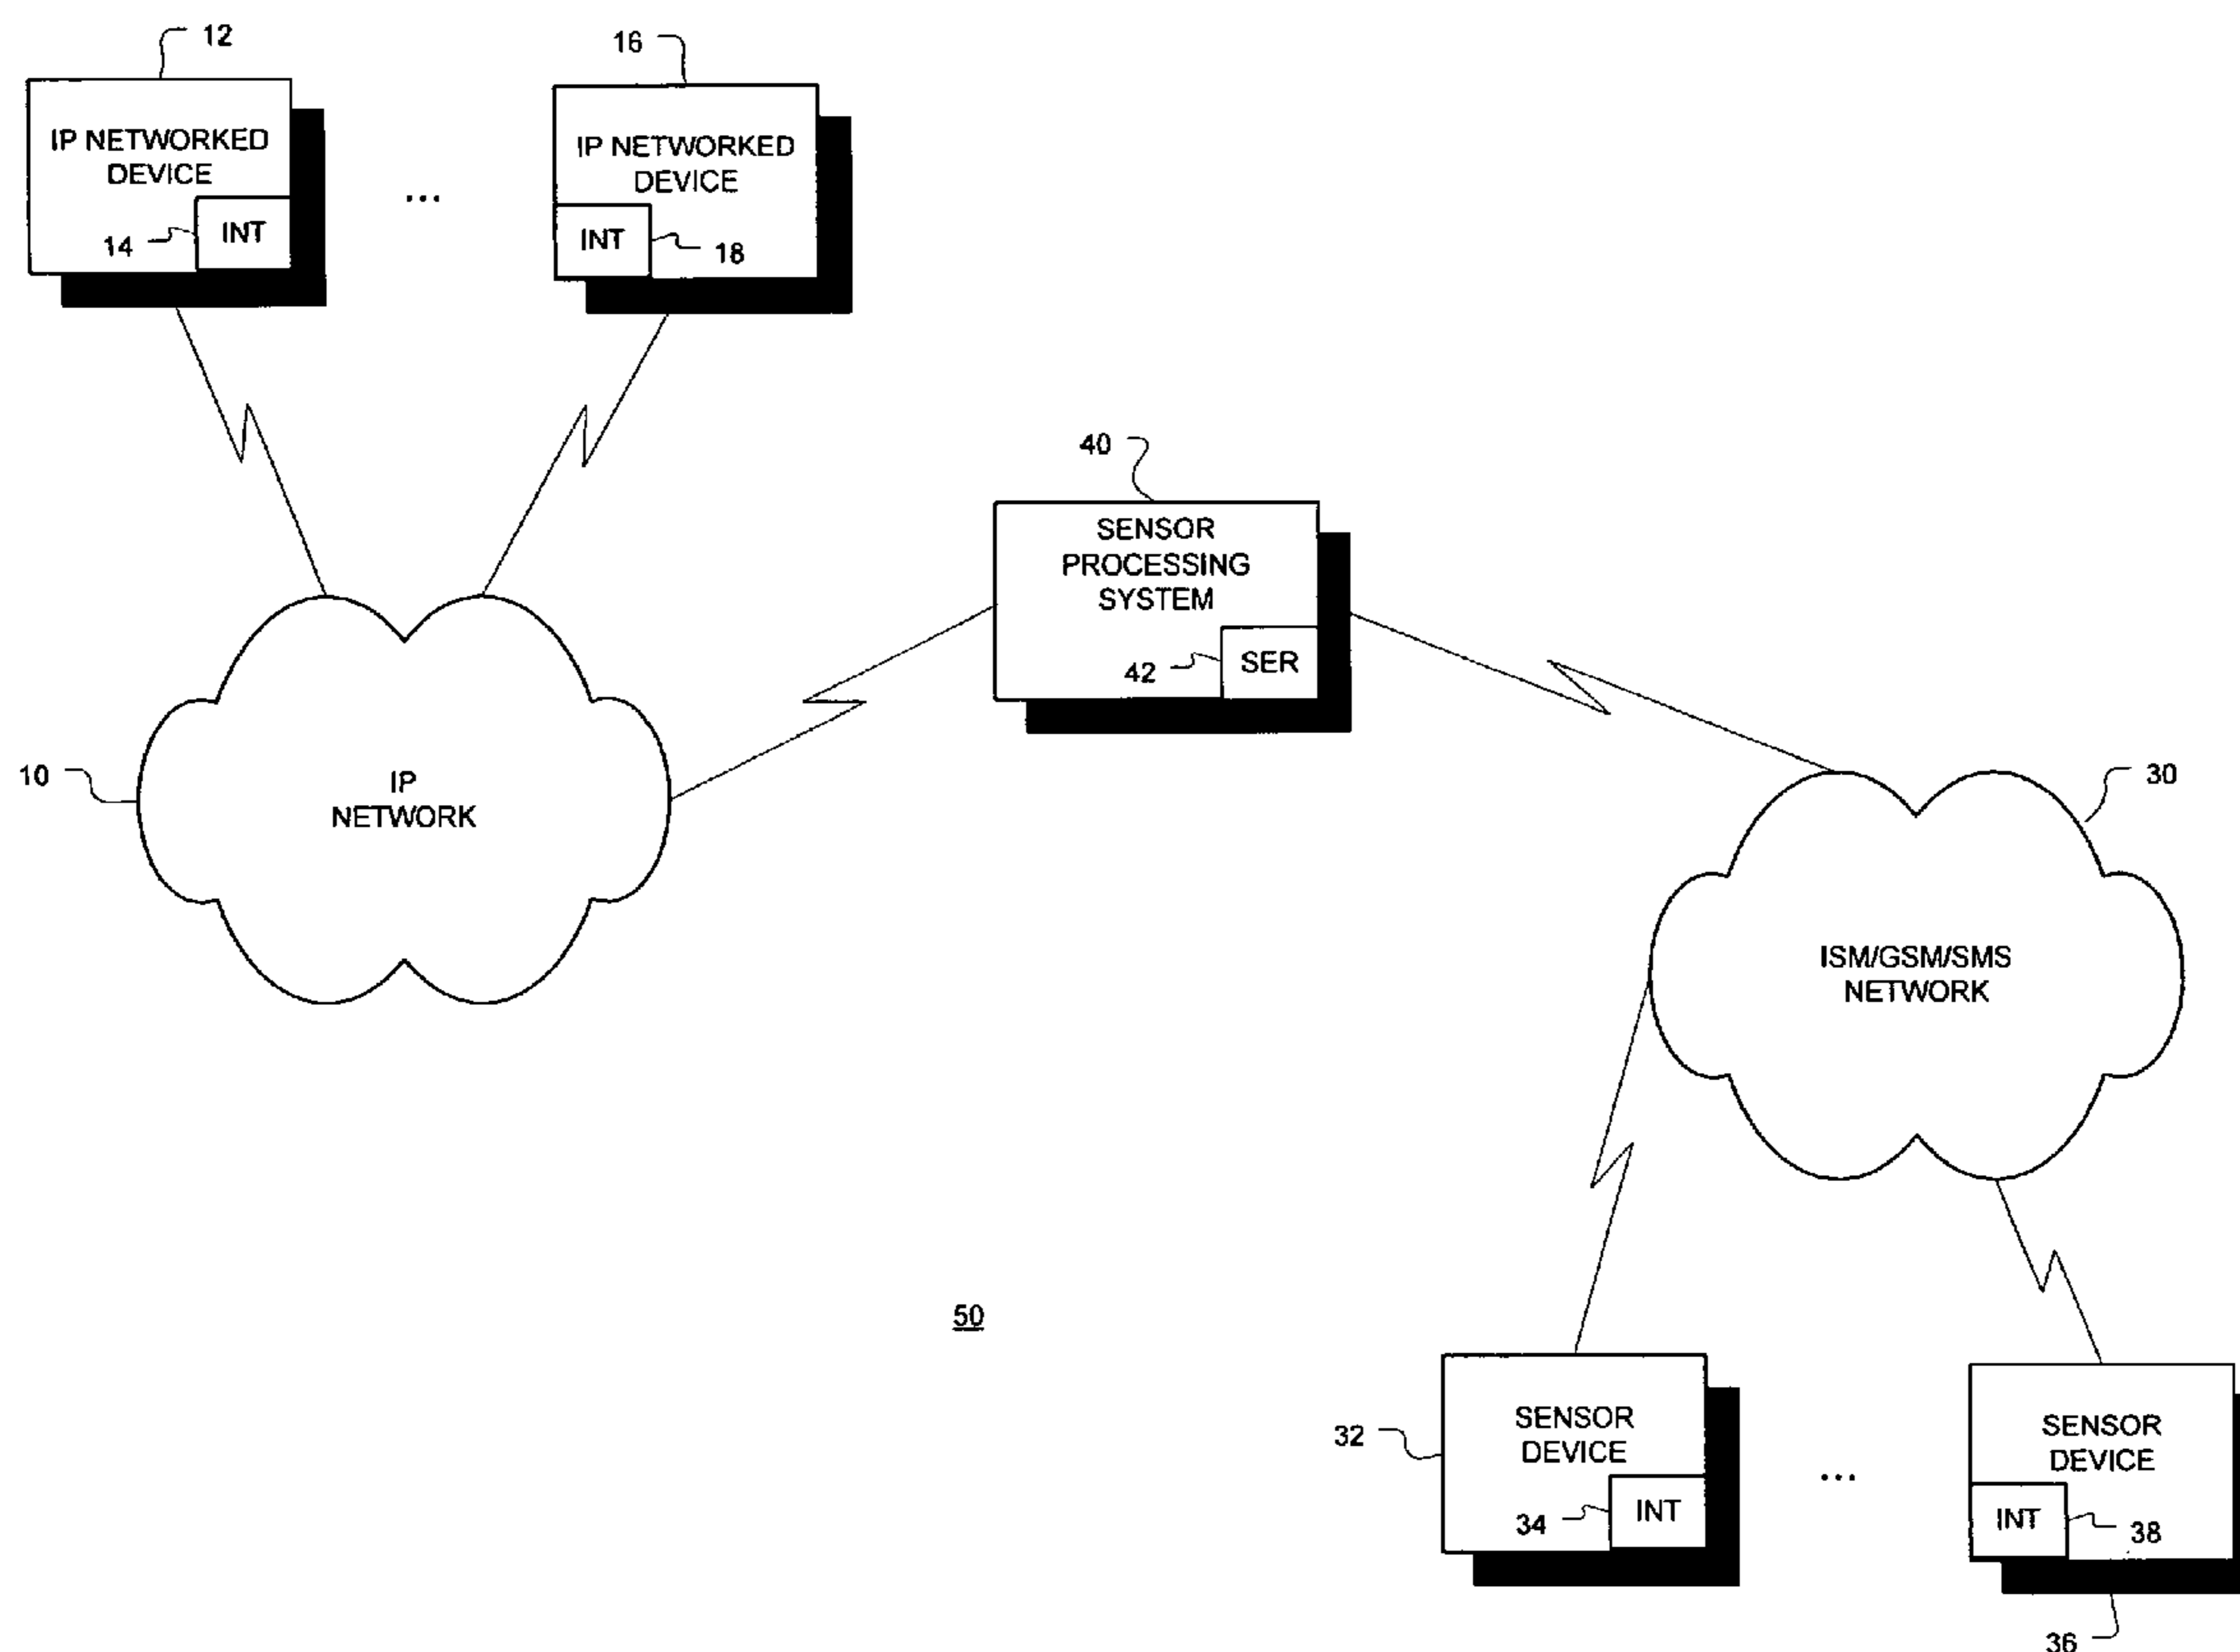 12
16
IP NETWORKED
DEVICE
14
INT
...
IP NETWORKED
DEVICE
INT
18
40
SENSOR
PROCESSING
SYSTEM
42
SER
10
IP
NETWORK
30
ISM/GSM/SMS
NETWORK
50
32
SENSOR
DEVICE
34
INT
...
SENSOR
DEVICE
INT
38
36